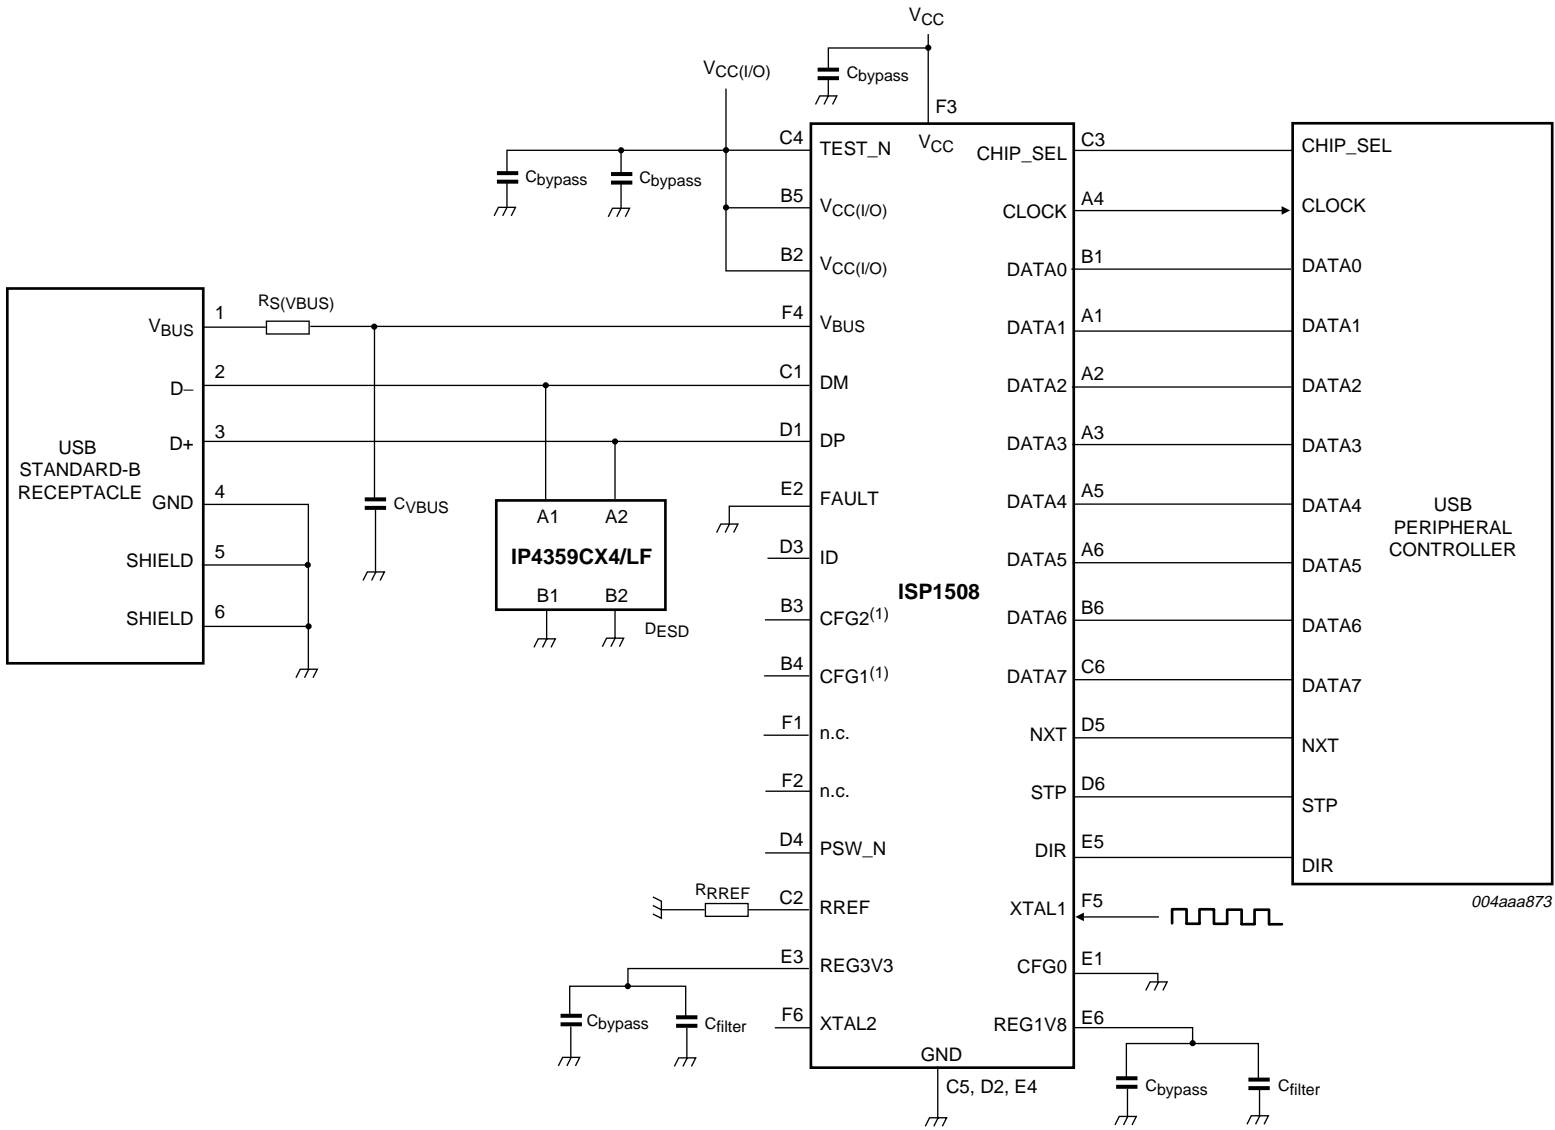 VCC
Cbypass
F3
VCC(I/O)
Cbypass
Cbypass
USB
STANDARD-B
RECEPTACLE
VBUS
1
D–
2
D+
3
GND
4
SHIELD
5
SHIELD
6
RS(VBUS)
CVBUS
A1
A2
IP4359CX4/LF
B1
B2
DESD
ISP1508
VCC
C4
TEST_N
B5
VCC(I/O)
B2
VCC(I/O)
F4
VBUS
C1
DM
D1
DP
E2
FAULT
D3
ID
B3
CFG2(1)
B4
CFG1(1)
F1
n.c.
F2
n.c.
D4
PSW_N
RRREF
C2
RREF
E3
REG3V3
Cbypass
Cfilter
F6
XTAL2
GND
C5, D2, E4
CHIP_SEL
C3
CLOCK
A4
DATA0
B1
DATA1
A1
DATA2
A2
DATA3
A3
DATA4
A5
DATA5
A6
DATA6
B6
DATA7
C6
NXT
D5
STP
D6
DIR
E5
XTAL1
F5
CFG0
E1
REG1V8
E6
Cbypass
Cfilter
CHIP_SEL
CLOCK
DATA0
DATA1
DATA2
DATA3
DATA4
DATA5
DATA6
DATA7
NXT
STP
DIR
USB
PERIPHERAL
CONTROLLER
004aaa873